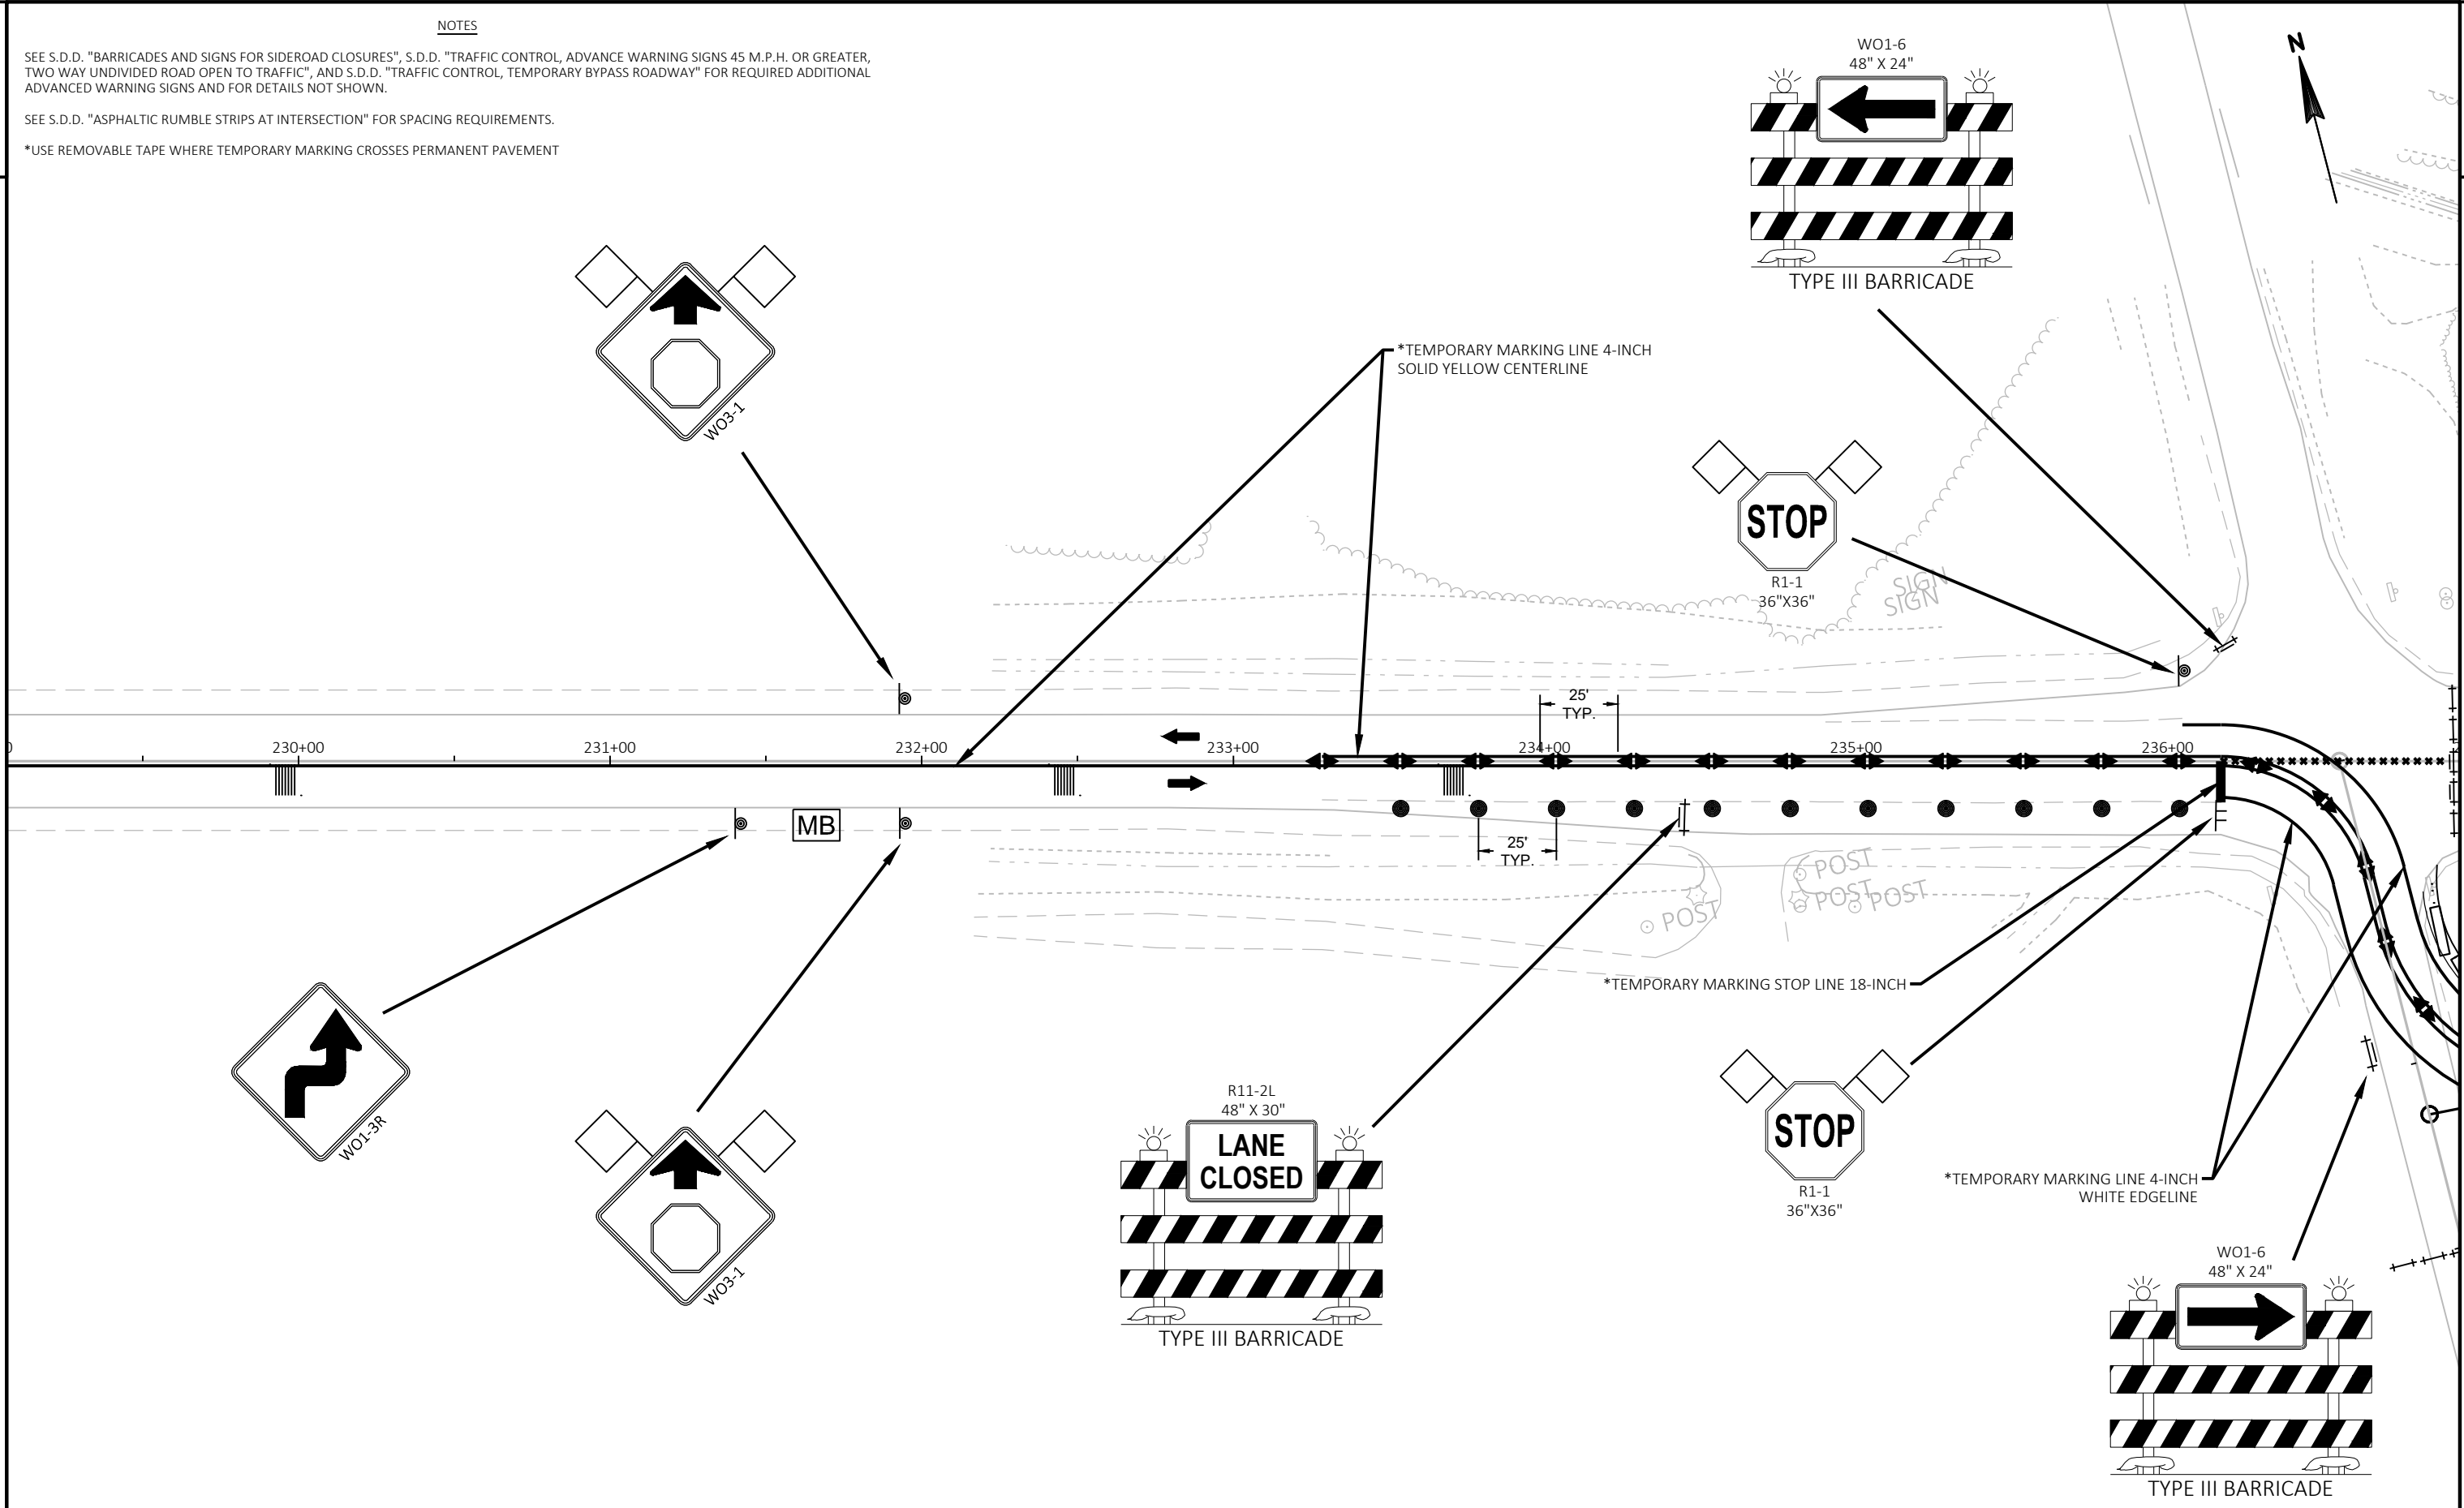 NOTES
SEE S.D.D. "BARRICADES AND SIGNS FOR SIDEROAD CLOSURES", S.D.D. "TRAFFIC CONTROL, ADVANCE WARNING SIGNS 45 M.P.H. OR GREATER,
TWO WAY UNDIVIDED ROAD OPEN TO TRAFFIC", AND S.D.D. "TRAFFIC CONTROL, TEMPORARY BYPASS ROADWAY" FOR REQUIRED ADDITIONAL
ADVANCED WARNING SIGNS AND FOR DETAILS NOT SHOWN.
SEE S.D.D. "ASPHALTIC RUMBLE STRIPS AT INTERSECTION" FOR SPACING REQUIREMENTS.
*USE REMOVABLE TAPE WHERE TEMPORARY MARKING CROSSES PERMANENT PAVEMENT
WO1-6
48" X 24"
TYPE III BARRICADE
N
WO3-1
*TEMPORARY MARKING LINE 4-INCH
SOLID YELLOW CENTERLINE
STOP
R1-1
36"X36"
SIGN
SIGN
25'
TYP.
0
230+00
231+00
232+00
233+00
234+00
235+00
236+00
MB
25'
TYP.
POST
POST
POST
POST
*TEMPORARY MARKING STOP LINE 18-INCH
WO1-3R
WO3-1
R11-2L
48" X 30"
LANE
CLOSED
TYPE III BARRICADE
STOP
R1-1
36"X36"
*TEMPORARY MARKING LINE 4-INCH
WHITE EDGELINE
WO1-6
48" X 24"
TYPE III BARRICADE